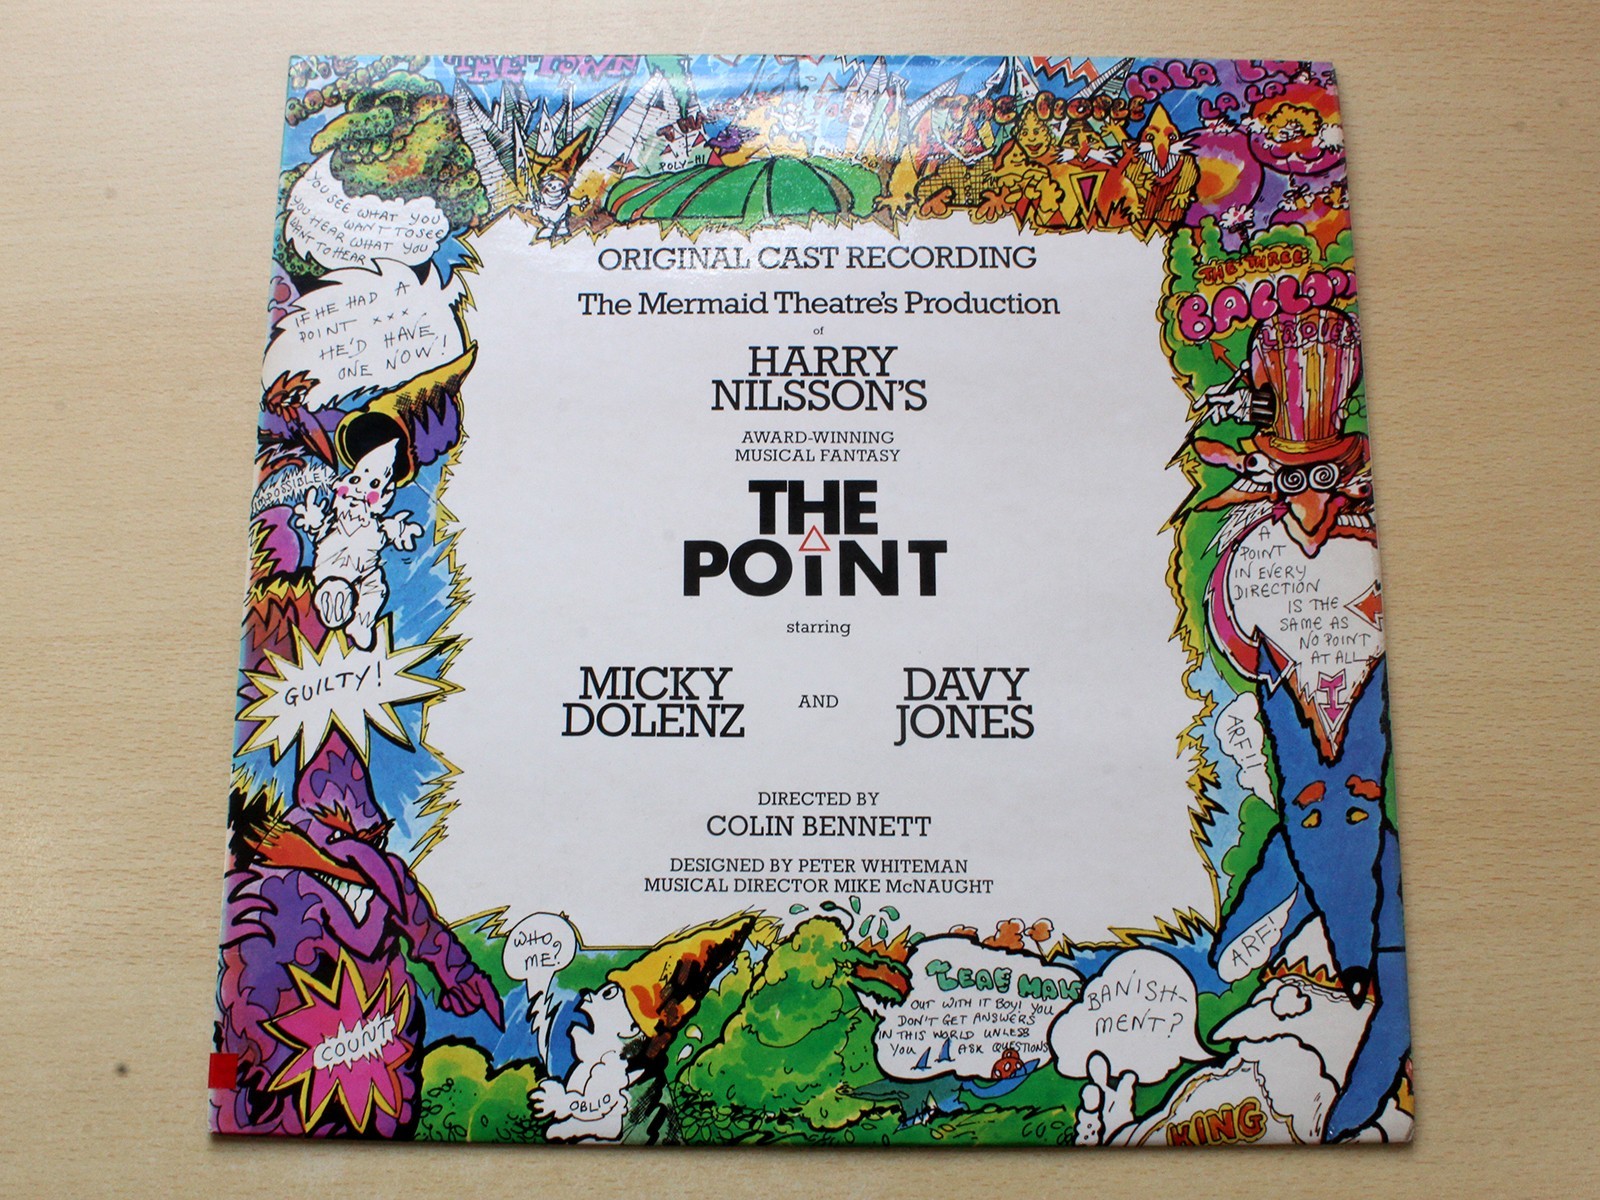 THE TOWN
THE PEOPLE
LALA
LA LA
POLY-HI
YOU SEE WHAT YOU
YOU WANT TO SEE
YOU HEAR WHAT YOU
WANT TO HEAR
IF HE HAD A
POINT xxx
HE'D HAVE
ONE NOW!
IMPOSSIBLE!
GUILTY!
COUNT
ORIGINAL CAST RECORDING
The Mermaid Theatre's Production
of
HARRY
NILSSON'S
AWARD-WINNING
MUSICAL FANTASY
THE
POINT
starring
MICKY
DOLENZ
AND
DAVY
JONES
DIRECTED BY
COLIN BENNETT
DESIGNED BY PETER WHITEMAN
MUSICAL DIRECTOR MIKE McNAUGHT
THE THREE
BALLOO
LADIES
A
POINT
IN EVERY
DIRECTION
IS THE
SAME AS
NO POINT
AT ALL
ARF!!
ARF!
WHO,
ME?
OBLIO
LEAF MAN
OUT WITH IT BOY! YOU
DON'T GET ANSWERS
IN THIS WORLD UNLESS
YOU ASK QUESTIONS
BANISH-
MENT?
KING